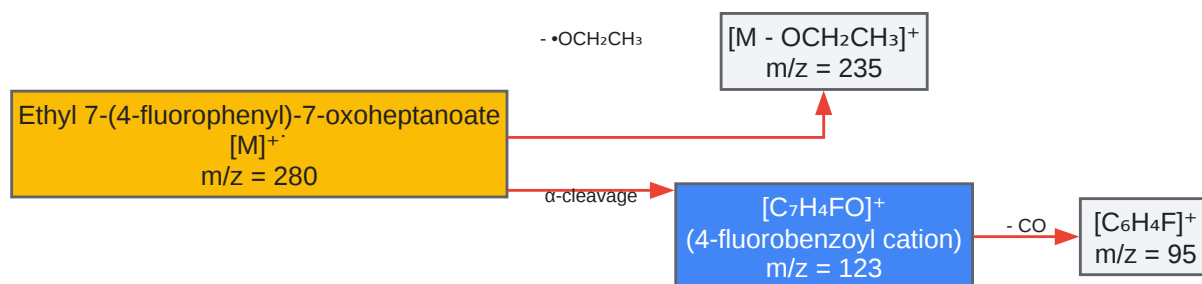 - •OCH₂CH₃
[M - OCH₂CH₃]⁺
m/z = 235
Ethyl 7-(4-fluorophenyl)-7-oxoheptanoate
[M]⁺˙
m/z = 280
α-cleavage
[C₇H₄FO]⁺
(4-fluorobenzoyl cation)
m/z = 123
- CO
[C₆H₄F]⁺
m/z = 95